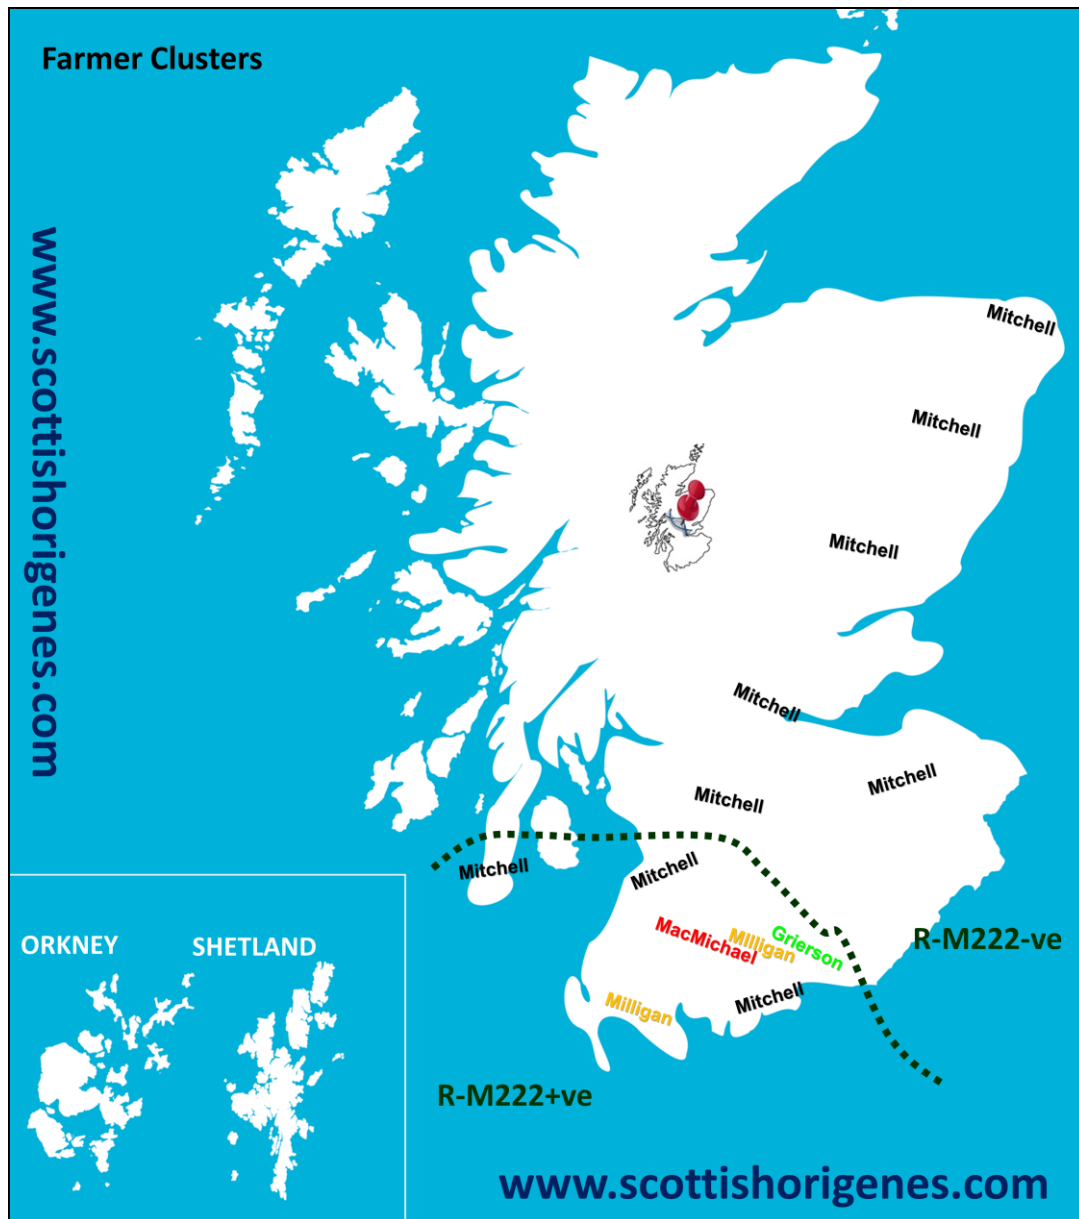 Farmer Clusters
www.scottishorigenes.com
Mitchell
Mitchell
Mitchell
Mitchell
Mitchell
Mitchell
Mitchell
Mitchell
MacMichael
Milligan
Grierson
R-M222-ve
Milligan
Mitchell
R-M222+ve
ORKNEY
SHETLAND
www.scottishorigenes.com